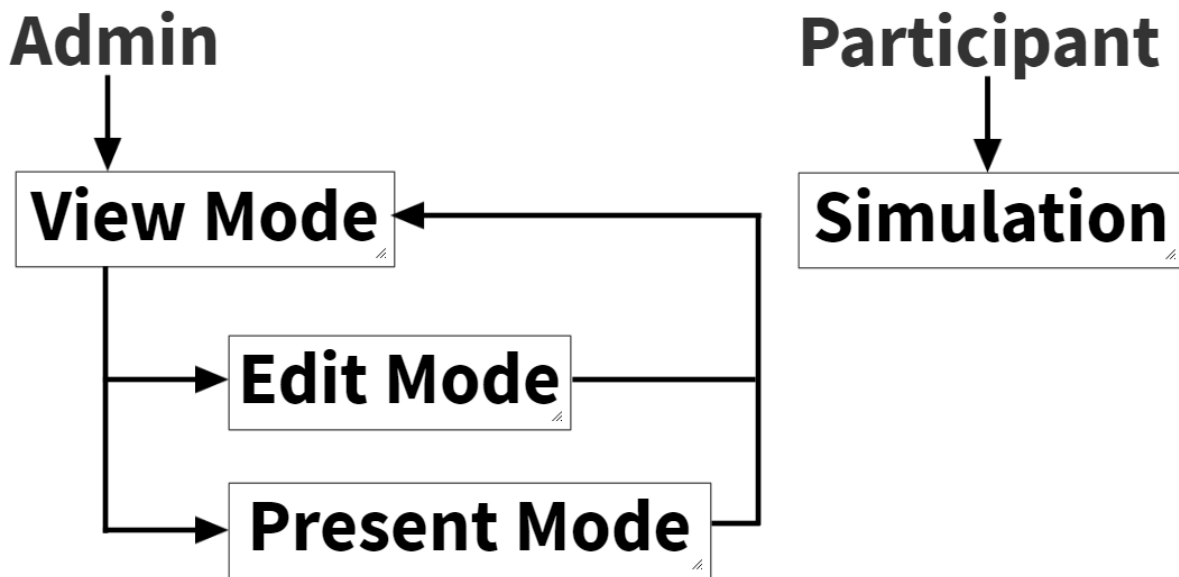 Admin
Participant
View Mode
Simulation
Edit Mode
Present Mode